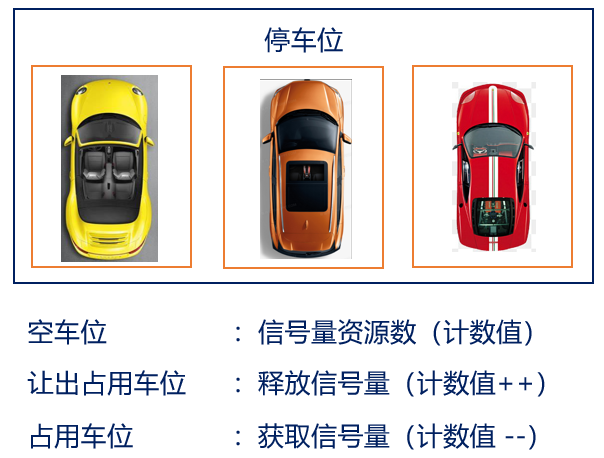 停车位
空车位 ：信号量资源数（计数值）
让出占用车位 ：释放信号量（计数值++）
占用车位 ：获取信号量（计数值 --）